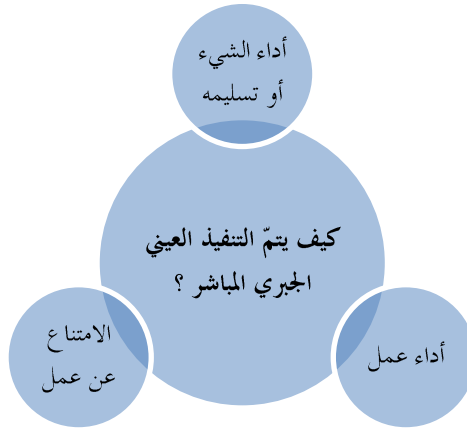 أداء الشيء
أو تسليمه
كيف يتمّ التنفيذ العيني
الجبري المباشر ؟
أداء عمل
الامتناع
عن عمل